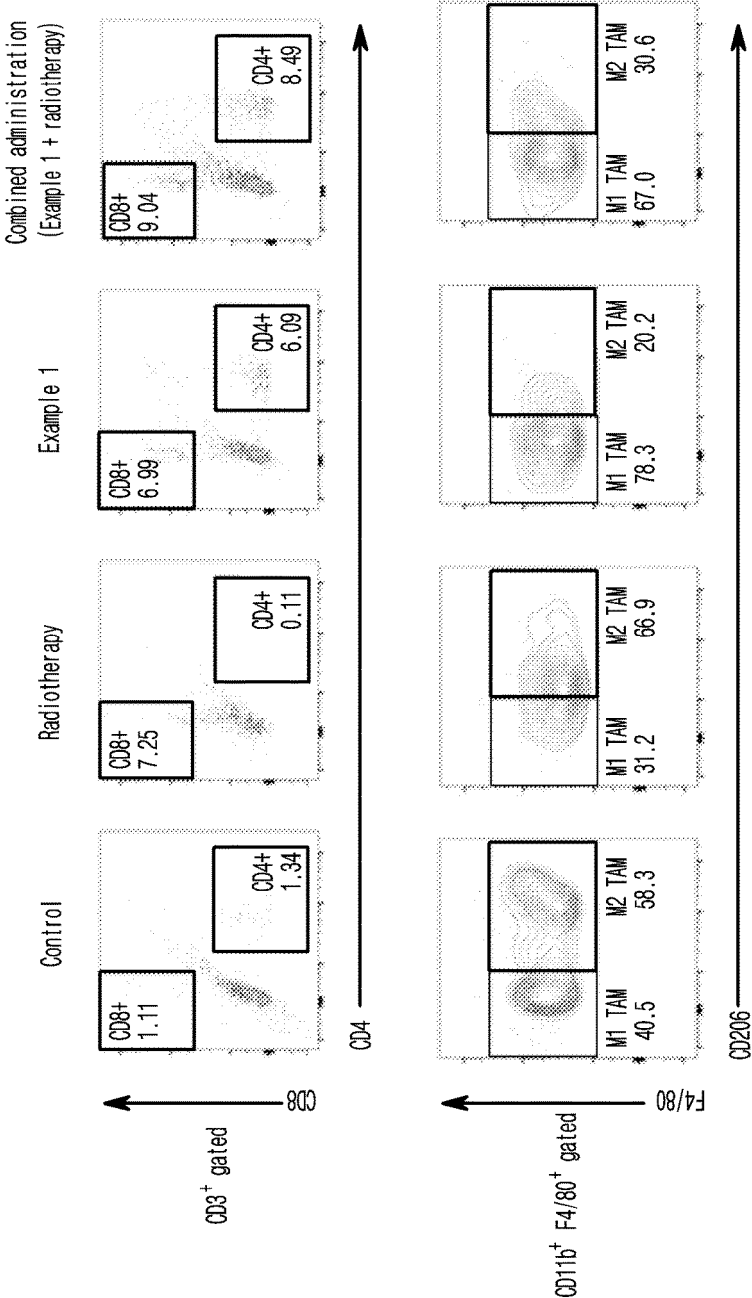 Control
Radiotherapy
Example 1
Combined administration
(Example 1 + radiotherapy)
CD3+ gated
CD8
CD8+
1.11
CD4+
1.34
CD8+
7.25
CD4+
0.11
CD8+
6.99
CD4+
6.09
CD8+
9.04
CD4+
8.49
CD4
CD11b+ F4/80+ gated
F4/80
M1 TAM
40.5
M2 TAM
58.3
M1 TAM
31.2
M2 TAM
66.9
M1 TAM
78.3
M2 TAM
20.2
M1 TAM
67.0
M2 TAM
30.6
CD206